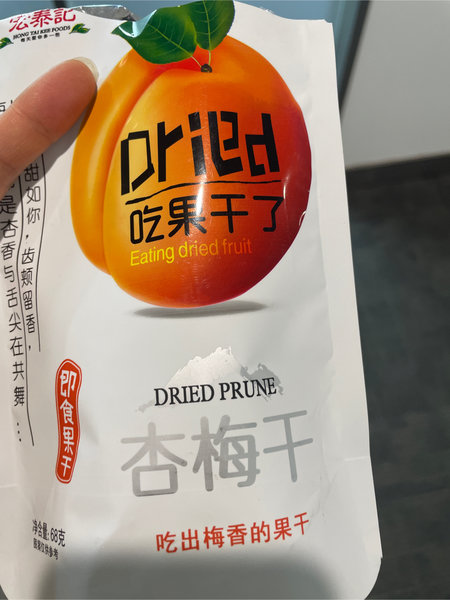 宏泰記
HONG TAI KEE FOODS
Dried
吃果干了
Eating dried fruit
甜如你，齿颊留香，
是杏香与舌尖在共舞…
即食果干
DRIED PRUNE
杏梅干
吃出梅香的果干
净含量:68克